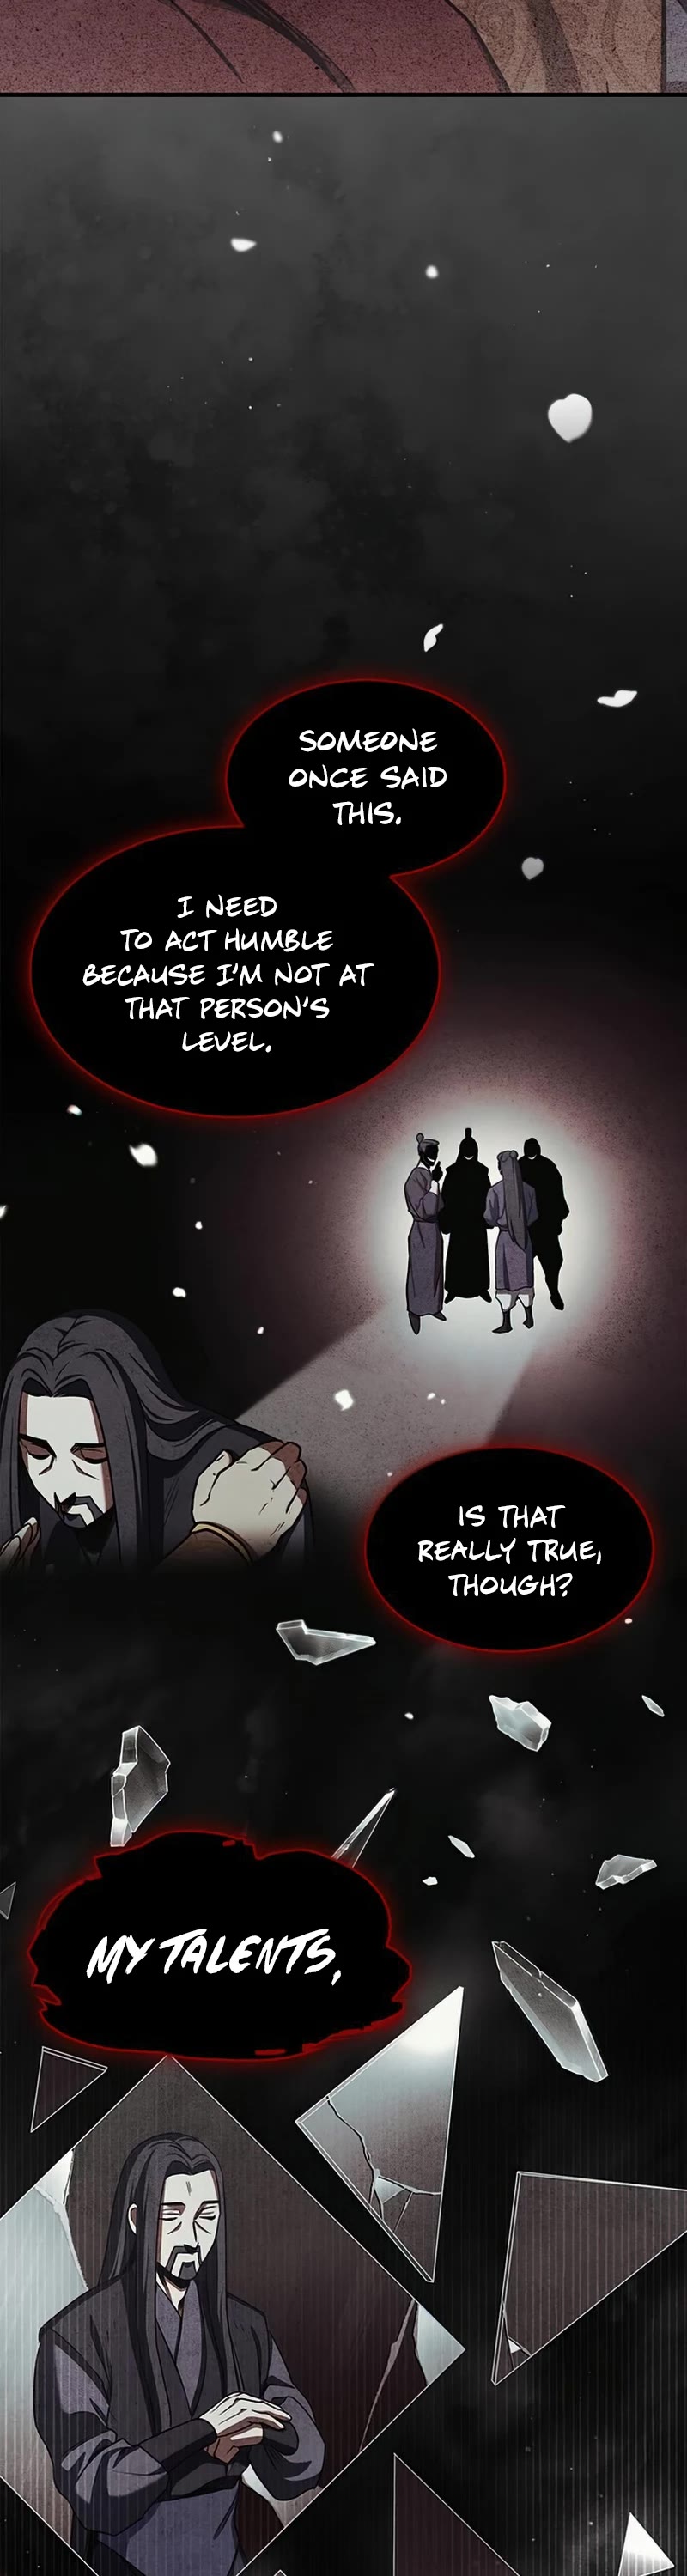 SOMEONE
ONCE SAID
THIS.
I NEED
TO ACT HUMBLE
BECAUSE I'M NOT AT
THAT PERSON'S
LEVEL.
IS THAT
REALLY TRUE,
THOUGH?
MY TALENTS,